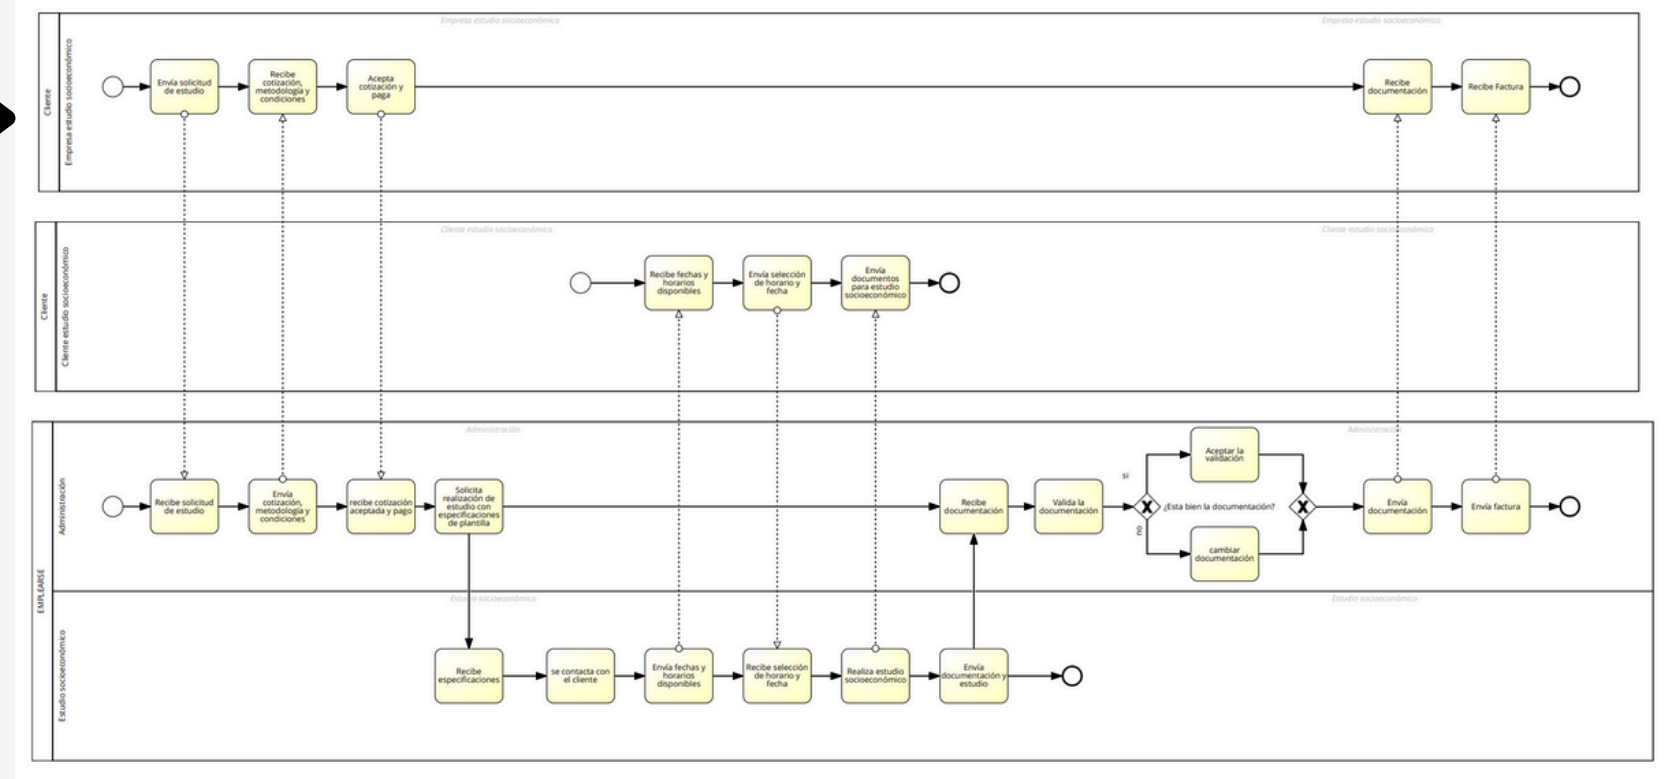 Empresa estudio socioeconómico
Empresa estudio socioeconómico
Cliente
Empresa estudio socioeconómico
Envía solicitud
de estudio
Recibe
cotización,
metodología y
condiciones
Acepta
cotización y
paga
Recibe
documentación
Recibe Factura
Cliente estudio socioeconómico
Cliente estudio socioeconómico
Cliente
Cliente estudio socioeconómico
Recibe fechas y
horarios
disponibles
Envía selección
de horario y
fecha
Envía
documentos
para estudio
socioeconómico
EMPLEARSE
Administración
Administración
Administración
Recibe solicitud
de estudio
Envía
cotización,
metodología y
condiciones
recibe cotización
aceptada y pago
Solicita
realización de
estudio con
especificaciones
de plantilla
Recibe
documentación
Valida la
documentación
si
no
¿Esta bien la documentación?
Aceptar la
validación
cambiar
documentación
Envía
documentación
Envía factura
Estudio socioeconómico
Estudio socioeconómico
Estudio socioeconómico
Recibe
especificaciones
se contacta con
el cliente
Envía fechas y
horarios
disponibles
Recibe selección
de horario y
fecha
Realiza estudio
socioeconómico
Envía
documentación y
estudio